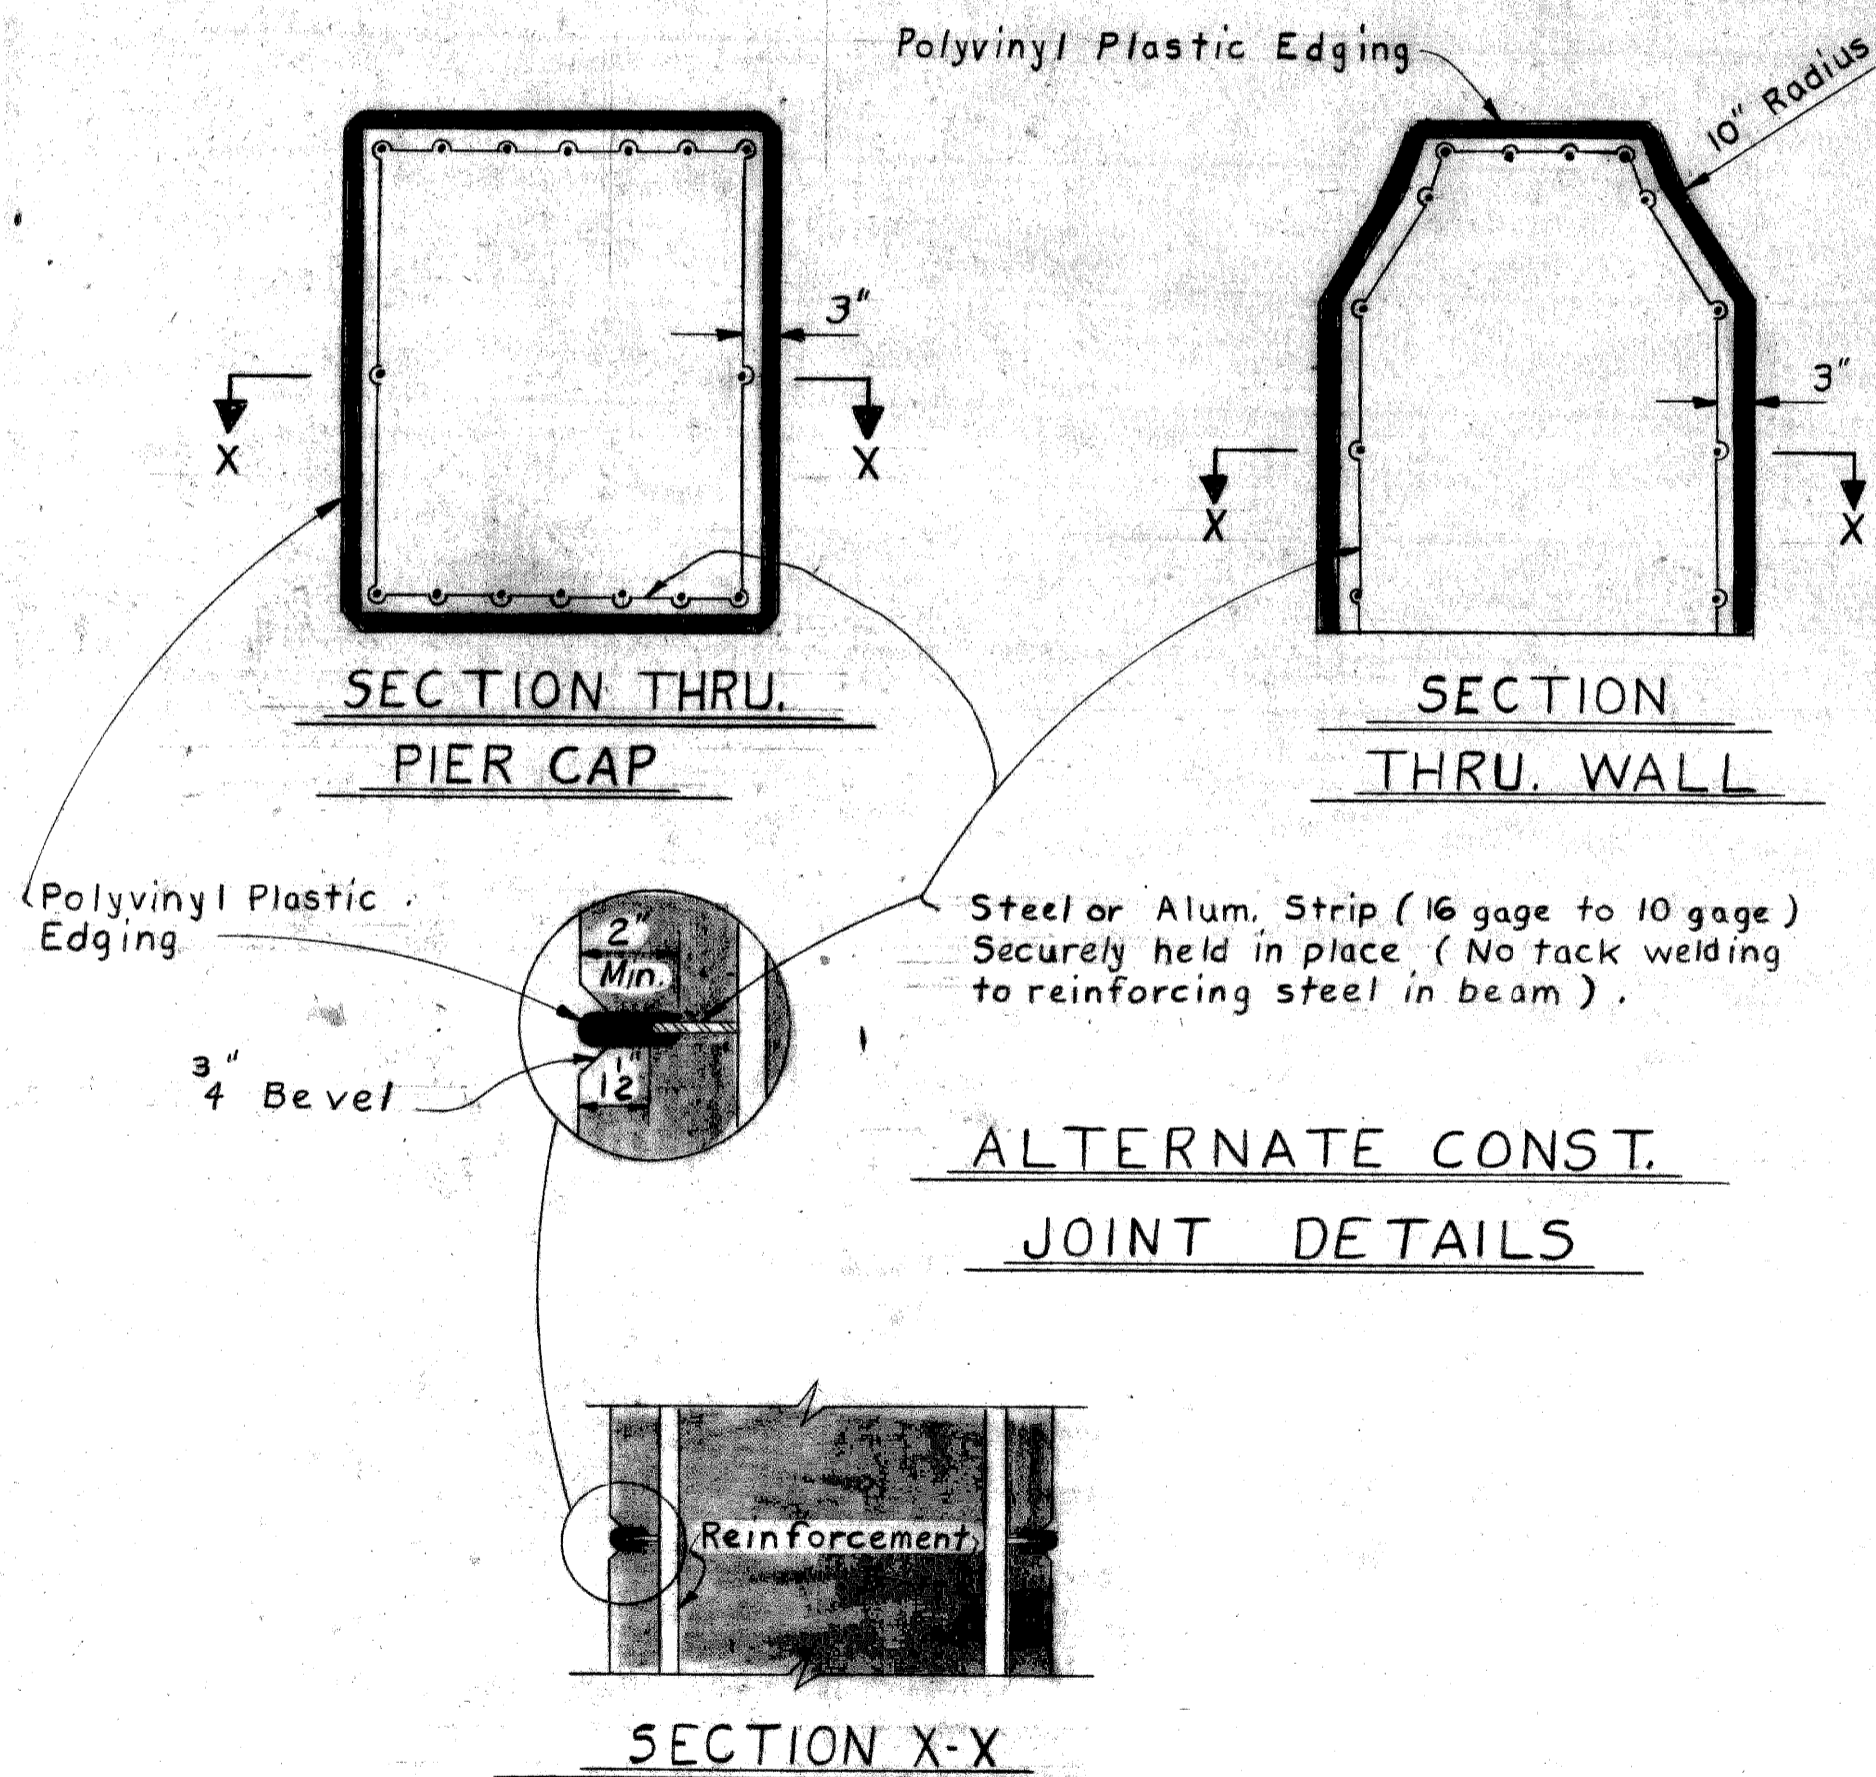 Polyvinyl Plastic Edging
10" Radius
3"
X X
3"
X X
SECTION THRU.
PIER CAP
SECTION
THRU. WALL
Polyvinyl Plastic
Edging
2"
Min.
1 1/2"
3/4" Bevel
Steel or Alum. Strip (16 gage to 10 gage)
Securely held in place (No tack welding
to reinforcing steel in beam).
ALTERNATE CONST.
JOINT DETAILS
Reinforcement
SECTION X-X